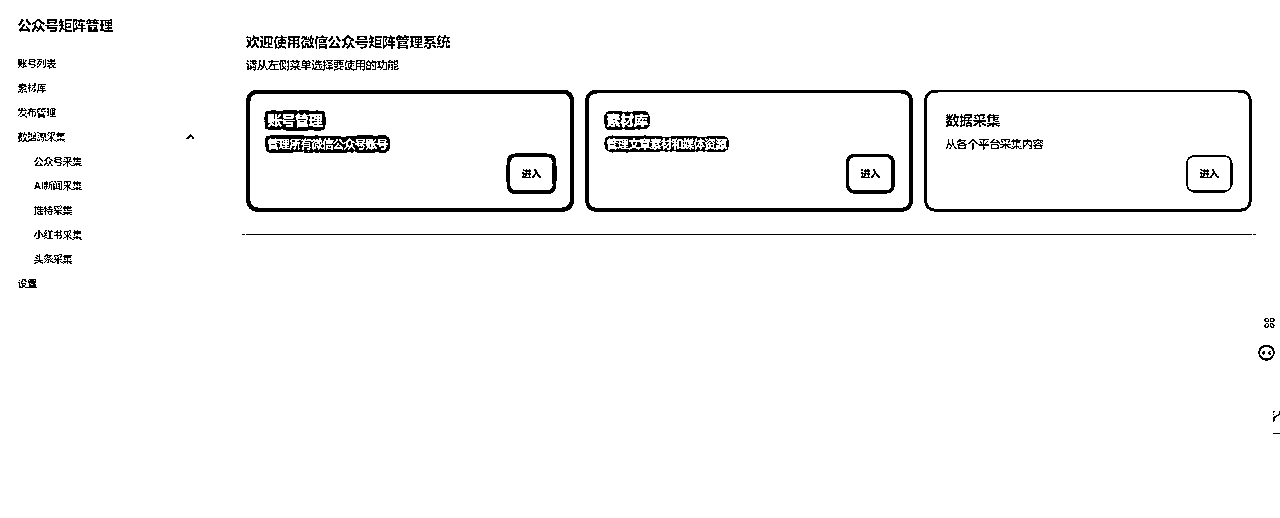 公众号矩阵管理
账号列表
素材库
发布管理
数据源采集
公众号采集
AI新闻采集
推特采集
小红书采集
头条采集
设置
欢迎使用微信公众号矩阵管理系统
请从左侧菜单选择要使用的功能
账号管理
管理所有微信公众号账号
进入
素材库
管理文章素材和媒体资源
进入
数据采集
从各个平台采集内容
进入